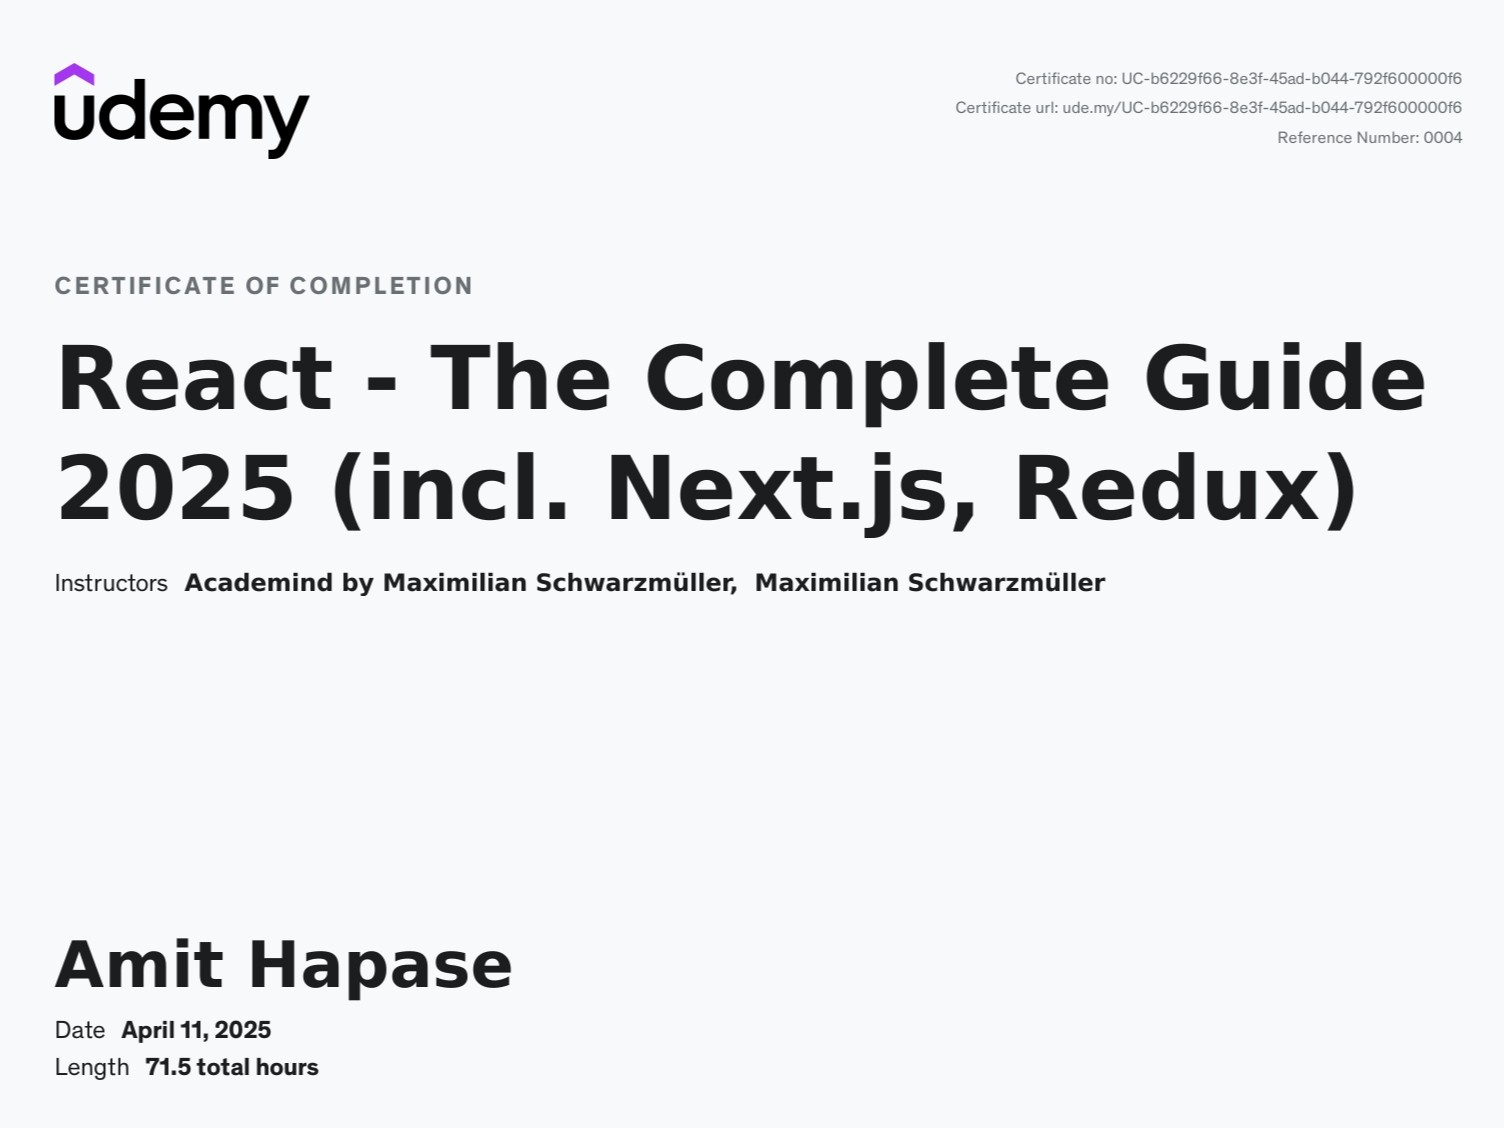 udemy
Certificate no: UC-b6229f66-8e3f-45ad-b044-792f600000f6
Certificate url: ude.my/UC-b6229f66-8e3f-45ad-b044-792f600000f6
Reference Number: 0004
CERTIFICATE OF COMPLETION
React - The Complete Guide
2025 (incl. Next.js, Redux)
Instructors Academind by Maximilian Schwarzmüller, Maximilian Schwarzmüller
Amit Hapase
Date April 11, 2025
Length 71.5 total hours